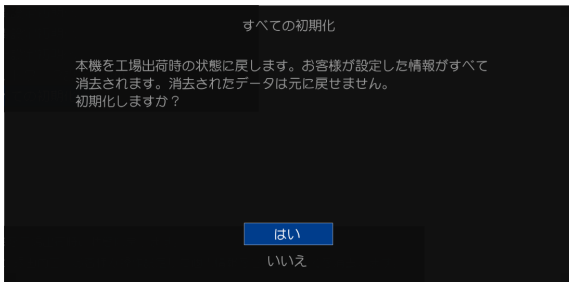 すべての初期化
本機を工場出荷時の状態に戻します。お客様が設定した情報がすべて
消去されます。消去されたデータは元に戻せません。
初期化しますか？
はい
いいえ